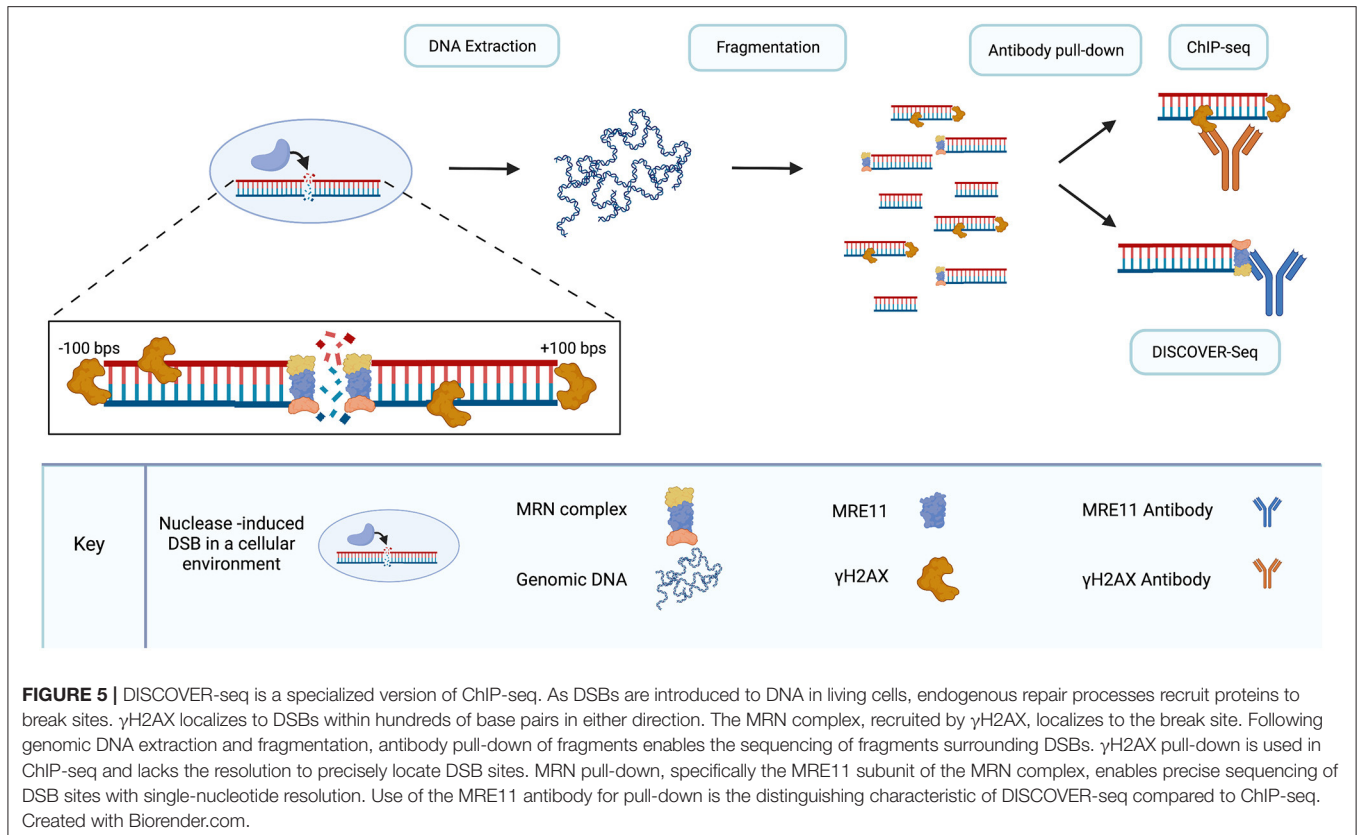 DNA Extraction
Fragmentation
Antibody pull-down
ChIP-seq
DISCOVER-Seq
-100 bps
+100 bps
Key
Nuclease -induced
DSB in a cellular
environment
MRN complex
Genomic DNA
MRE11
γH2AX
MRE11 Antibody
γH2AX Antibody
FIGURE 5 | DISCOVER-seq is a specialized version of ChIP-seq. As DSBs are introduced to DNA in living cells, endogenous repair processes recruit proteins to
break sites. γH2AX localizes to DSBs within hundreds of base pairs in either direction. The MRN complex, recruited by γH2AX, localizes to the break site. Following
genomic DNA extraction and fragmentation, antibody pull-down of fragments enables the sequencing of fragments surrounding DSBs. γH2AX pull-down is used in
ChIP-seq and lacks the resolution to precisely locate DSB sites. MRN pull-down, specifically the MRE11 subunit of the MRN complex, enables precise sequencing of
DSB sites with single-nucleotide resolution. Use of the MRE11 antibody for pull-down is the distinguishing characteristic of DISCOVER-seq compared to ChIP-seq.
Created with Biorender.com.